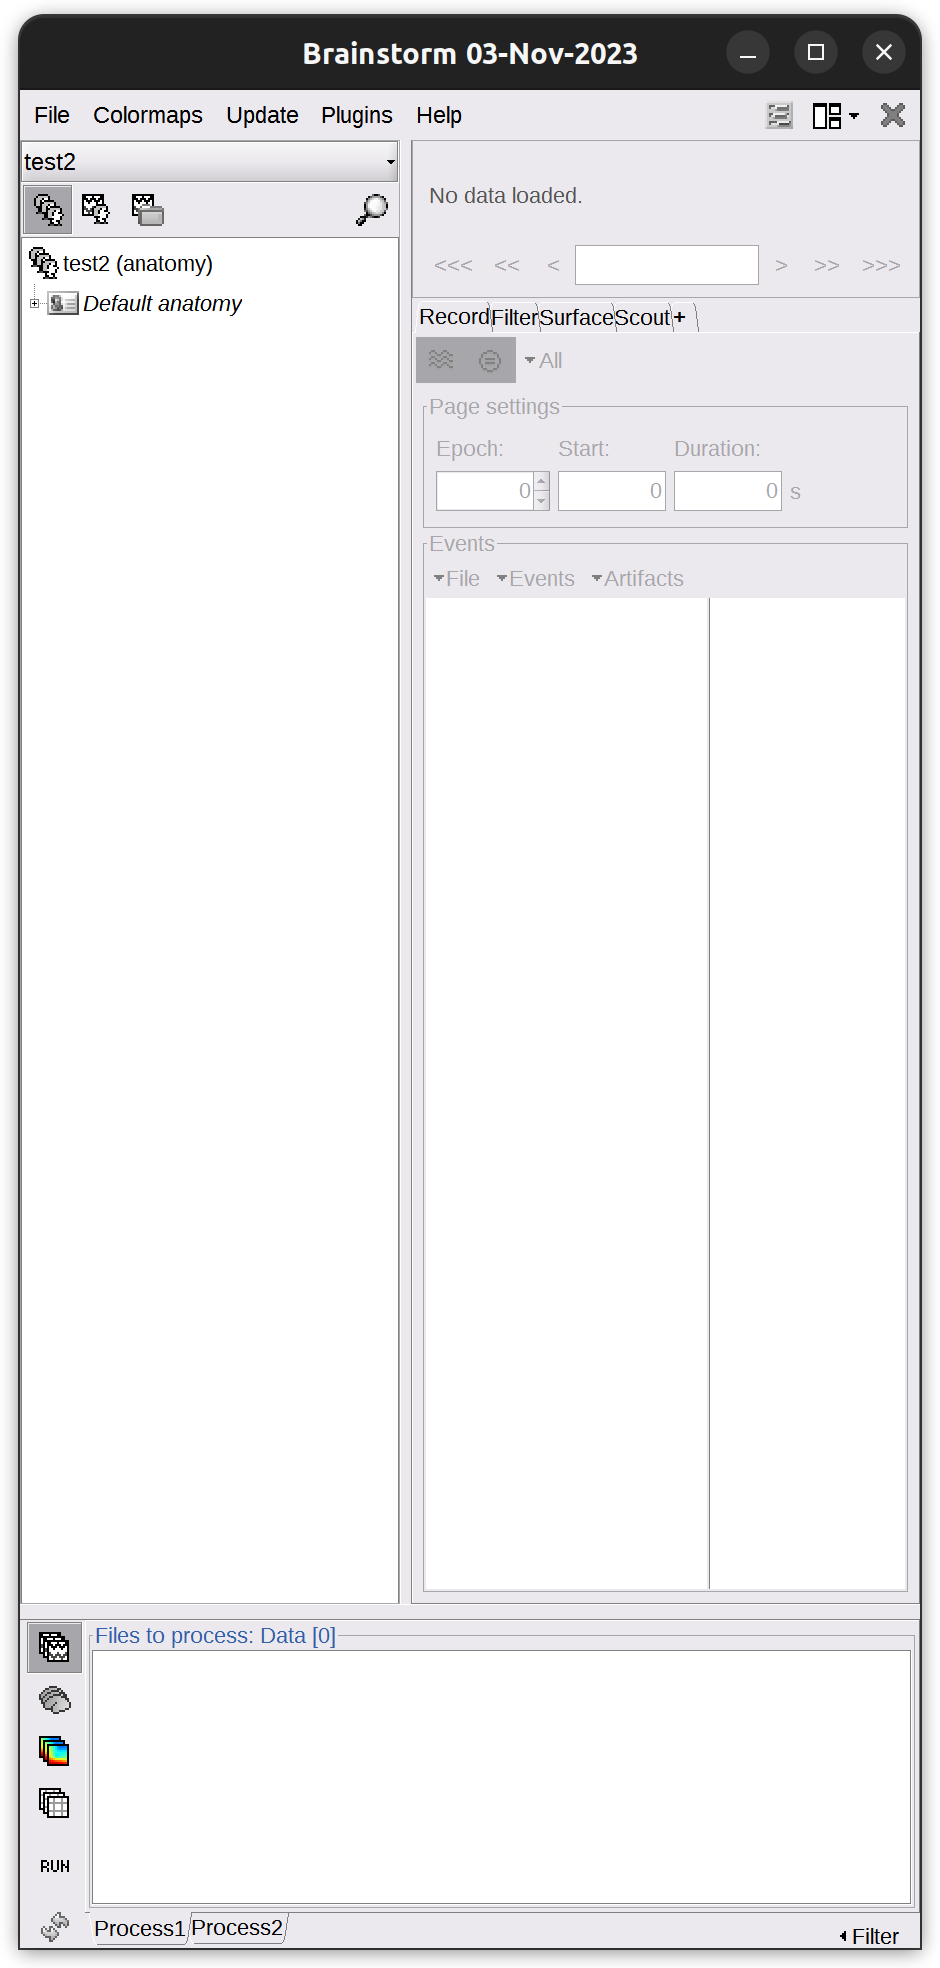 Brainstorm 03-Nov-2023
File Colormaps Update Plugins Help
test2
test2 (anatomy)
Default anatomy
No data loaded.
<<< << < > >> >>>
Record Filter Surface Scout +
All
Page settings
Epoch: Start: Duration:
0 0 0 s
Events
File Events Artifacts
Files to process: Data [0]
RUN
Process1 Process2
Filter